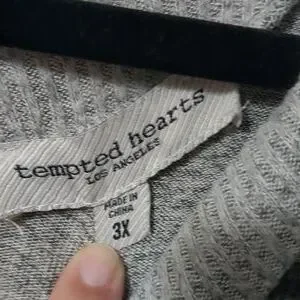 tempted hearts
LOS ANGELES
MADE IN
CHINA
3X